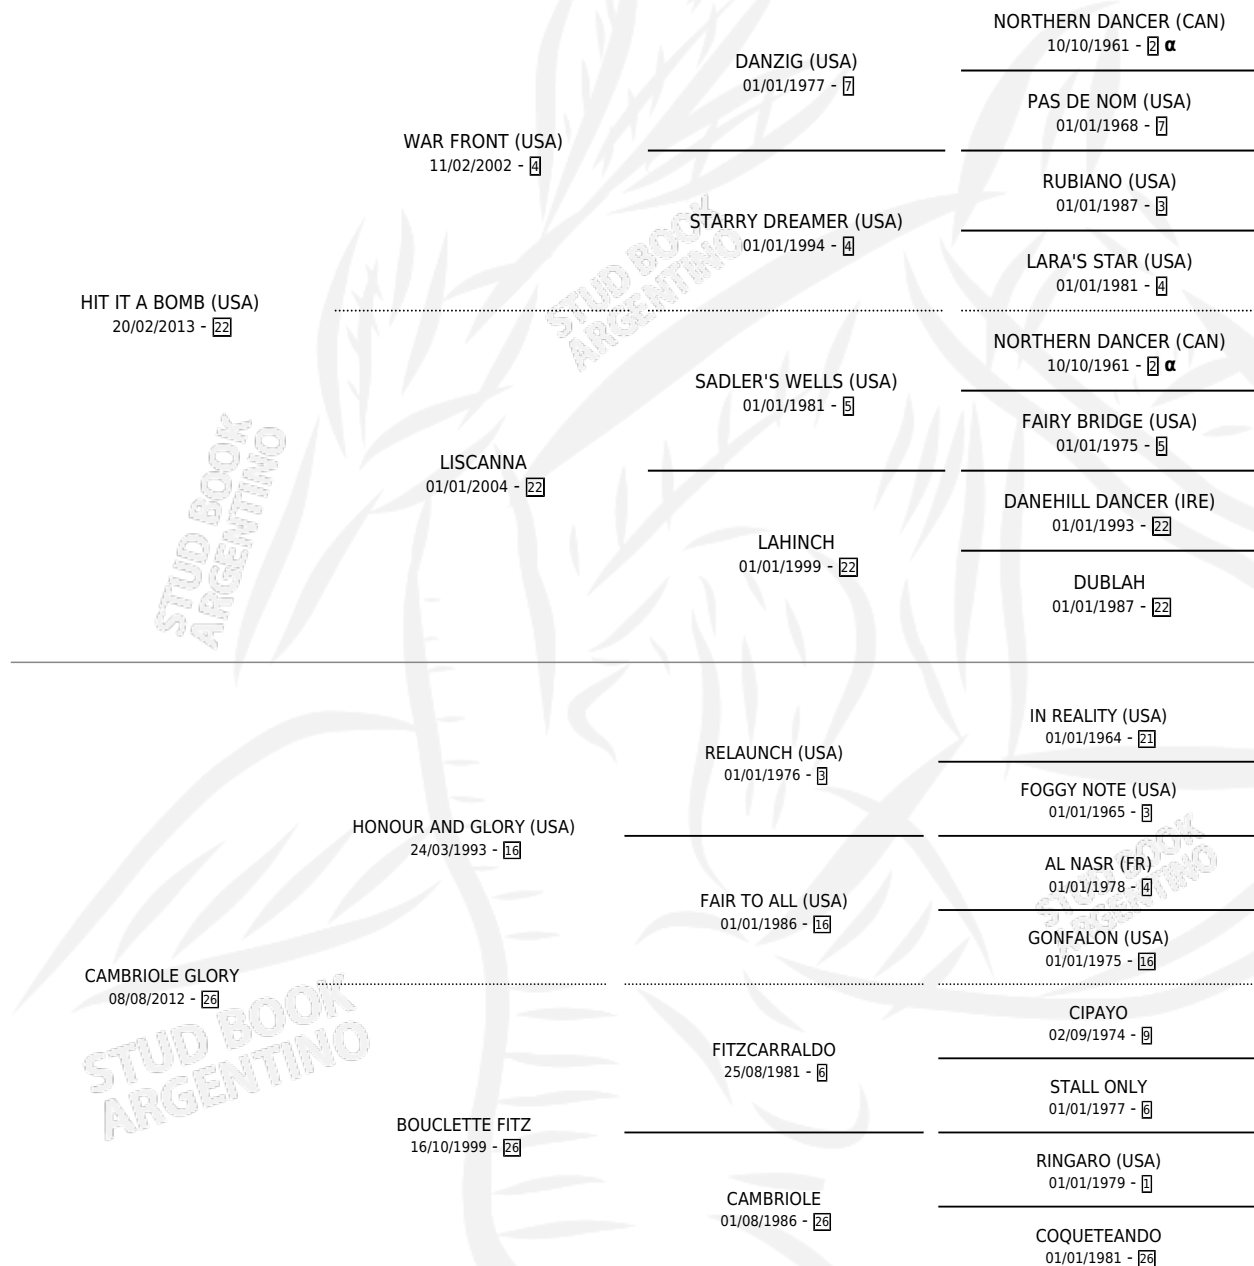 NORTHERN DANCER (CAN)
10/10/1961 - 2 α
DANZIG (USA)
01/01/1977 - 7
PAS DE NOM (USA)
01/01/1968 - 7
WAR FRONT (USA)
11/02/2002 - 4
RUBIANO (USA)
01/01/1987 - 3
STARRY DREAMER (USA)
01/01/1994 - 4
LARA'S STAR (USA)
01/01/1981 - 4
HIT IT A BOMB (USA)
20/02/2013 - 22
NORTHERN DANCER (CAN)
10/10/1961 - 2 α
SADLER'S WELLS (USA)
01/01/1981 - 5
FAIRY BRIDGE (USA)
01/01/1975 - 5
LISCANNA
01/01/2004 - 22
DANEHILL DANCER (IRE)
01/01/1993 - 22
LAHINCH
01/01/1999 - 22
DUBLAH
01/01/1987 - 22
IN REALITY (USA)
01/01/1964 - 21
RELAUNCH (USA)
01/01/1976 - 3
FOGGY NOTE (USA)
01/01/1965 - 3
HONOUR AND GLORY (USA)
24/03/1993 - 16
AL NASR (FR)
01/01/1978 - 4
FAIR TO ALL (USA)
01/01/1986 - 16
GONFALON (USA)
01/01/1975 - 16
CAMBRIOLE GLORY
08/08/2012 - 26
CIPAYO
02/09/1974 - 9
FITZCARRALDO
25/08/1981 - 6
STALL ONLY
01/01/1977 - 6
BOUCLETTE FITZ
16/10/1999 - 26
RINGARO (USA)
01/01/1979 - 1
CAMBRIOLE
01/08/1986 - 26
COQUETEANDO
01/01/1981 - 26
STUD BOOK
ARGENTINO
STUD BOOK
ARGENTINO
STUD BOOK
ARGENTINO
STUD BOOK
ARGENTINO